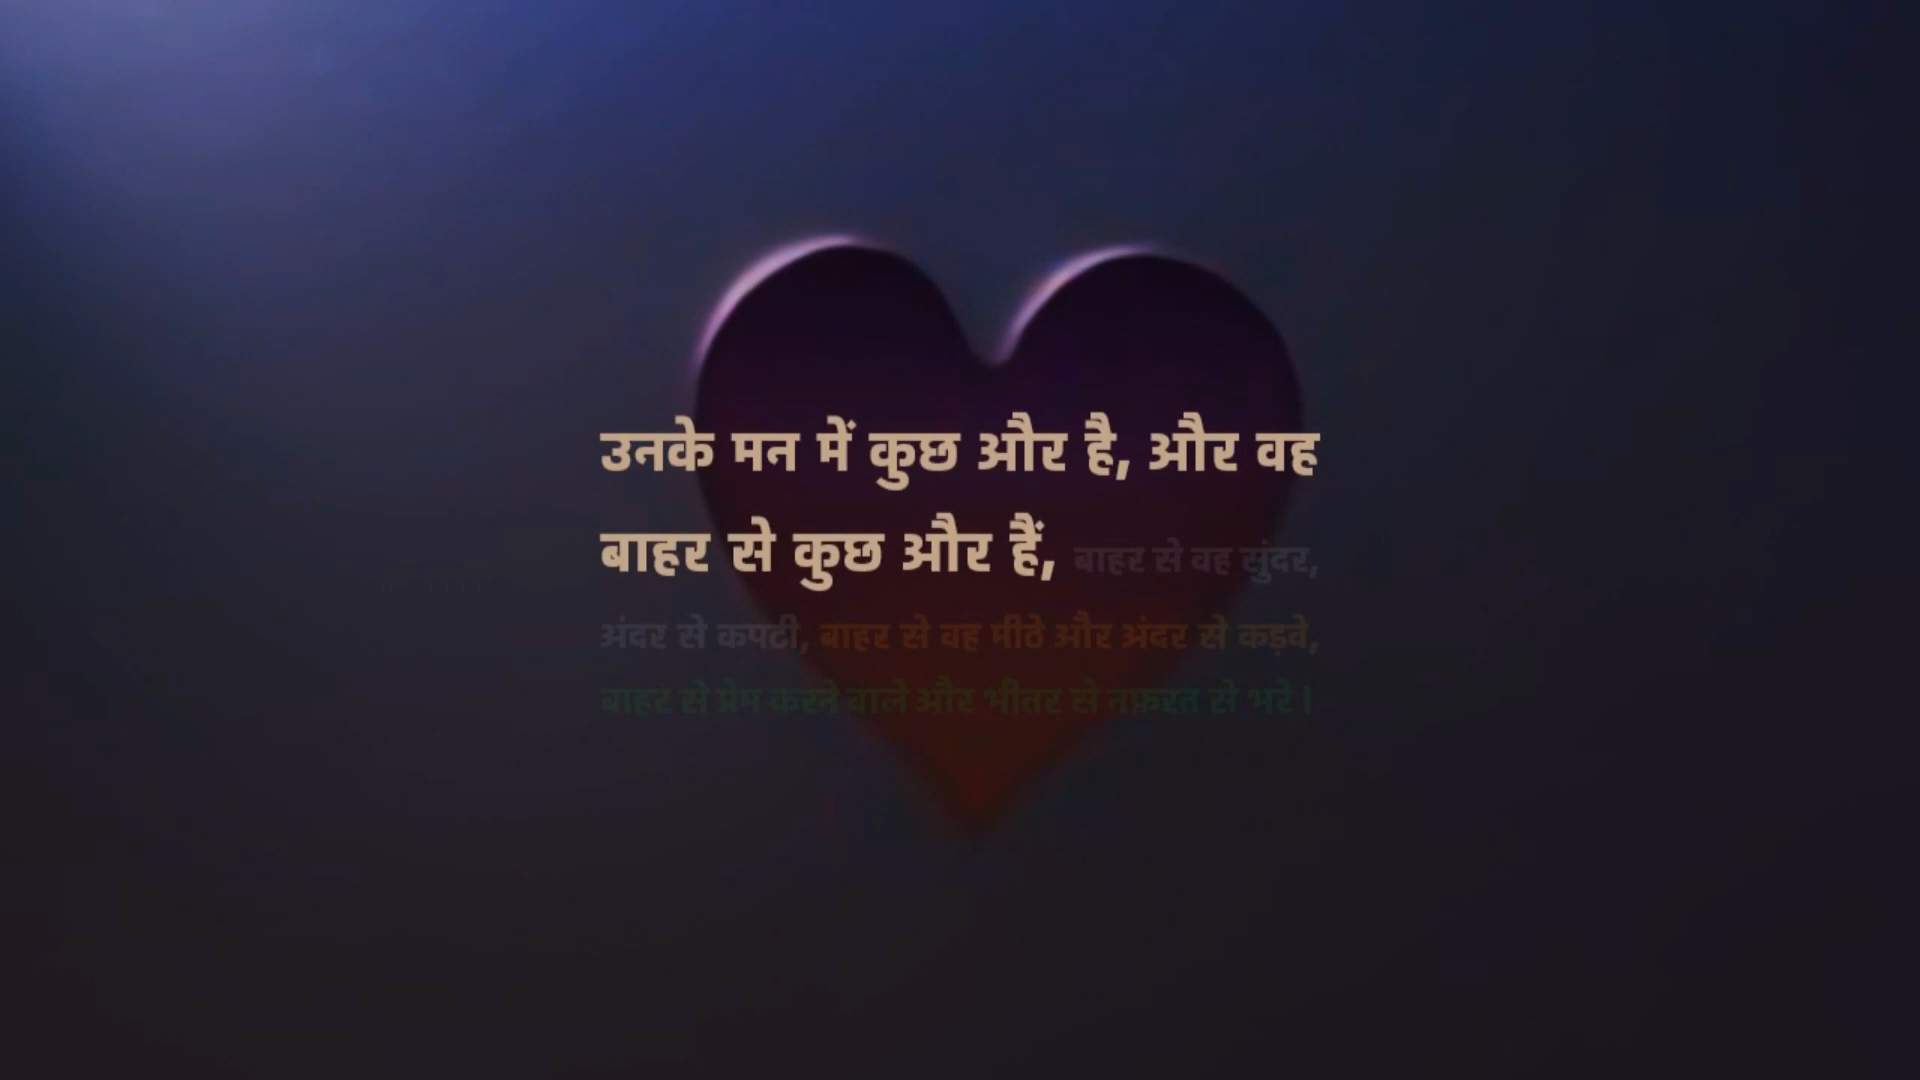 उनके मन में कुछ और है, और वह
बाहर से कुछ और हैं, बाहर से वह सुंदर,
अंदर से कपटी, बाहर से वह मीठे और अंदर से कड़वे,
बाहर से प्रेम करने वाले और भीतर से नफ़रत से भरे !